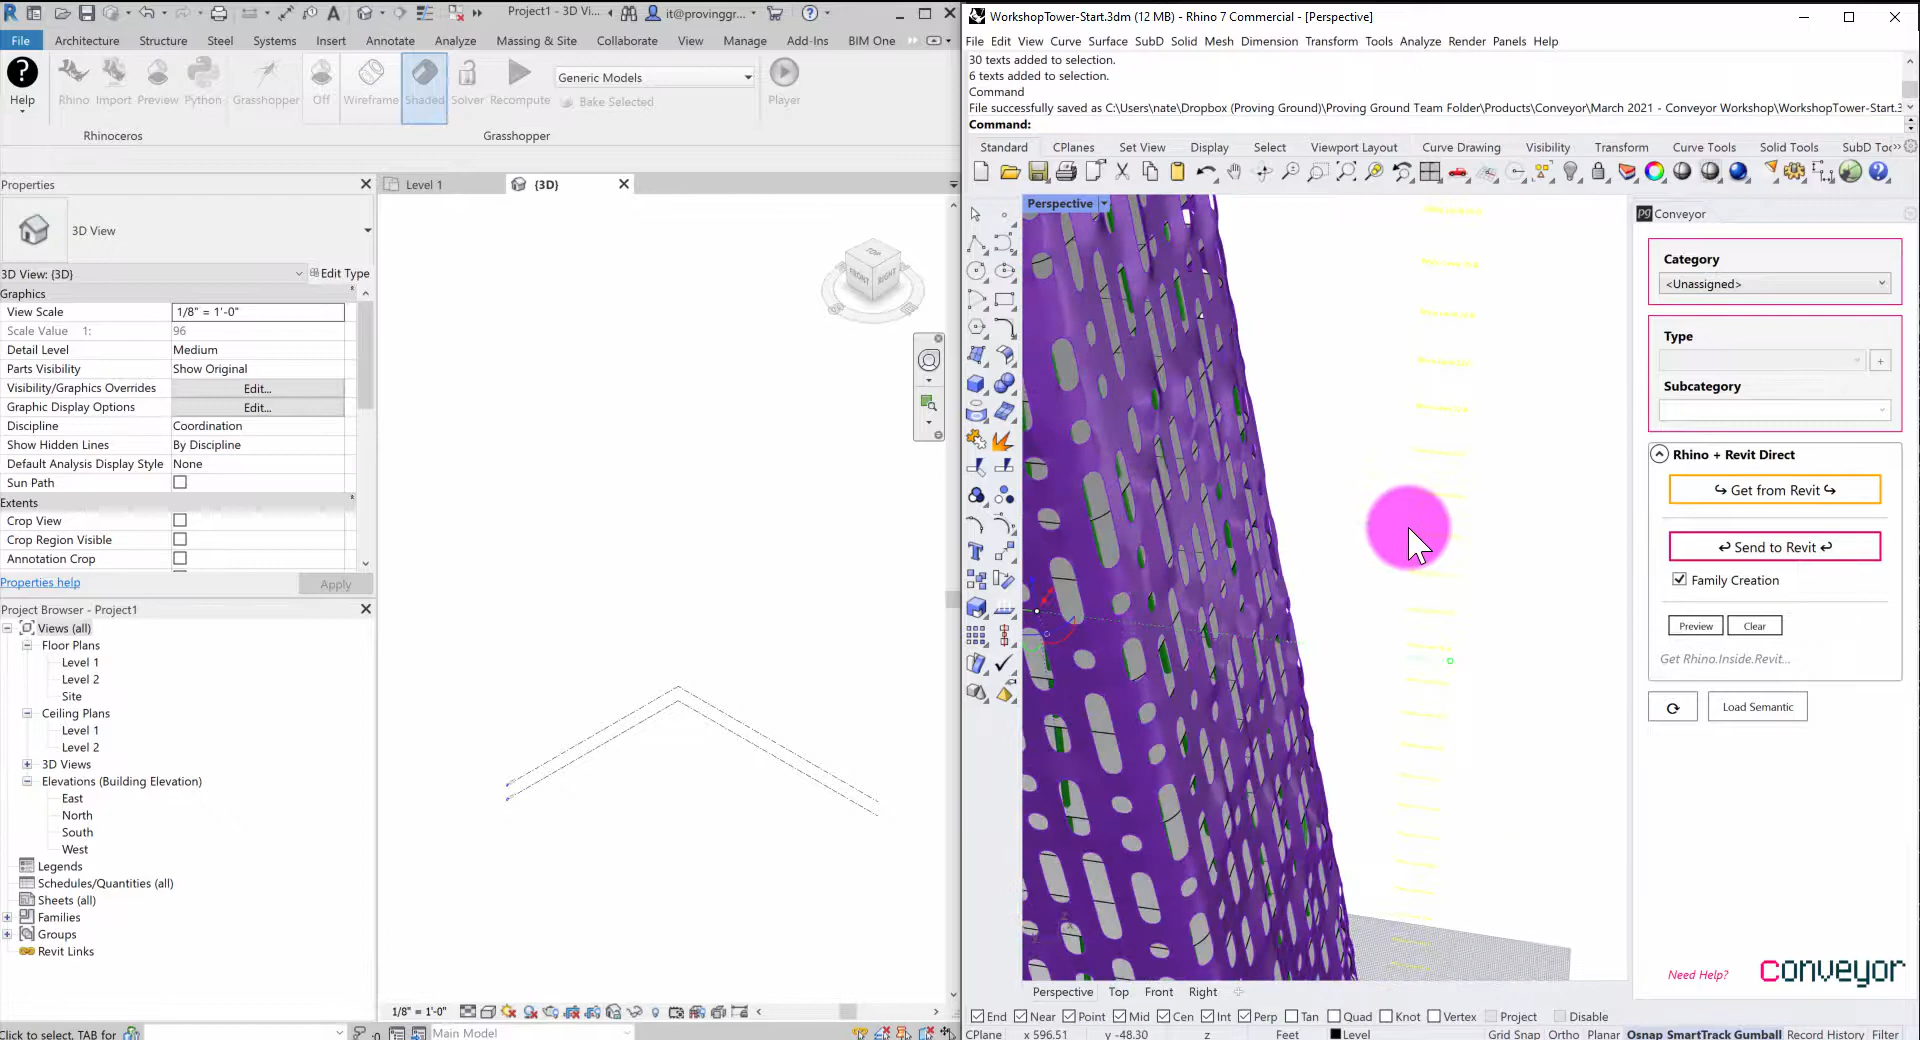 Project1 - 3D Vi...
it@provinggr...
File
Architecture
Structure
Steel
Systems
Insert
Annotate
Analyze
Massing & Site
Collaborate
View
Manage
Add-Ins
BIM One
Help
Rhino
Import
Preview
Python
Grasshopper
Off
Wireframe
Shaded
Solver
Recompute
Generic Models
Bake Selected
Player
Rhinoceros
Grasshopper
Properties
3D View
3D View: {3D}
Edit Type
Graphics
View Scale
1/8" = 1'-0"
Scale Value 1:
96
Detail Level
Medium
Parts Visibility
Show Original
Visibility/Graphics Overrides
Edit...
Graphic Display Options
Edit...
Discipline
Coordination
Show Hidden Lines
By Discipline
Default Analysis Display Style
None
Sun Path
Extents
Crop View
Crop Region Visible
Annotation Crop
Properties help
Apply
Project Browser - Project1
Views (all)
Floor Plans
Level 1
Level 2
Site
Ceiling Plans
Level 1
Level 2
3D Views
Elevations (Building Elevation)
East
North
South
West
Legends
Schedules/Quantities (all)
Sheets (all)
Families
Groups
Revit Links
Level 1
{3D}
TOP
FRONT
RIGHT
1/8" = 1'-0"
Click to select, TAB for
Main Model
WorkshopTower-Start.3dm (12 MB) - Rhino 7 Commercial - [Perspective]
File Edit View Curve Surface SubD Solid Mesh Dimension Transform Tools Analyze Render Panels Help
30 texts added to selection.
6 texts added to selection.
Command
File successfully saved as C:\Users\nate\Dropbox (Proving Ground)\Proving Ground Team Folder\Products\Conveyor\March 2021 - Conveyor Workshop\WorkshopTower-Start.3
Command:
Standard
CPlanes
Set View
Display
Select
Viewport Layout
Curve Drawing
Visibility
Transform
Curve Tools
Solid Tools
SubD To
Perspective
pg Conveyor
Category
<Unassigned>
Type
+
Subcategory
Rhino + Revit Direct
Get from Revit
Send to Revit
Family Creation
Preview
Clear
Get Rhino.Inside.Revit...
Load Semantic
Need Help?
conveyor
Perspective
Top
Front
Right
End
Near
Point
Mid
Cen
Int
Perp
Tan
Quad
Knot
Vertex
Project
Disable
CPlane
x 596.51
y -48.30
z
Feet
Level
Grid Snap
Ortho
Planar
Osnap
SmartTrack
Gumball
Record History
Filter